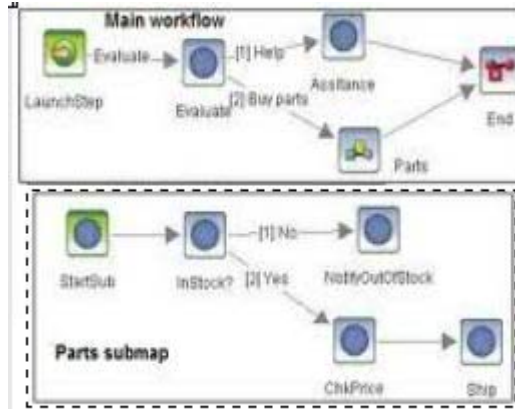 Main workflow
Evaluate
[1] Help
LaunchStep
Evaluate
Assitance
[2] Buy parts
End
Parts
[1] No
StartSub
InStock?
[2] Yes
NotifyOutOfStock
Parts submap
ChkPrice
Ship